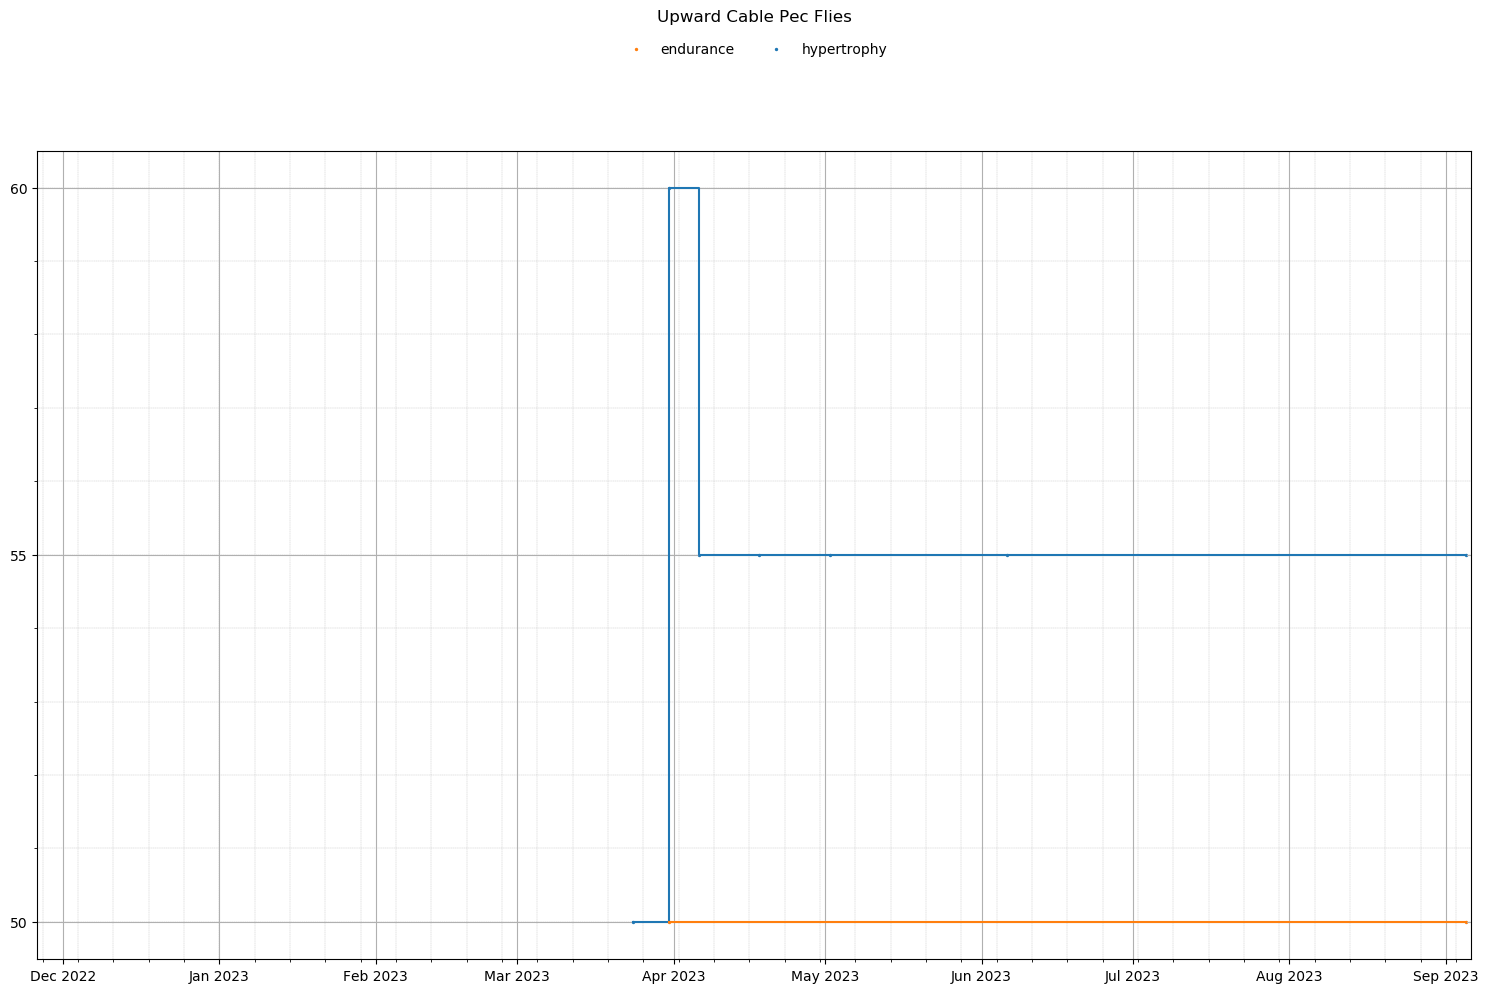 Upward Cable Pec Flies
endurance hypertrophy
60
55
50
Dec 2022 Jan 2023 Feb 2023 Mar 2023 Apr 2023 May 2023 Jun 2023 Jul 2023 Aug 2023 Sep 2023